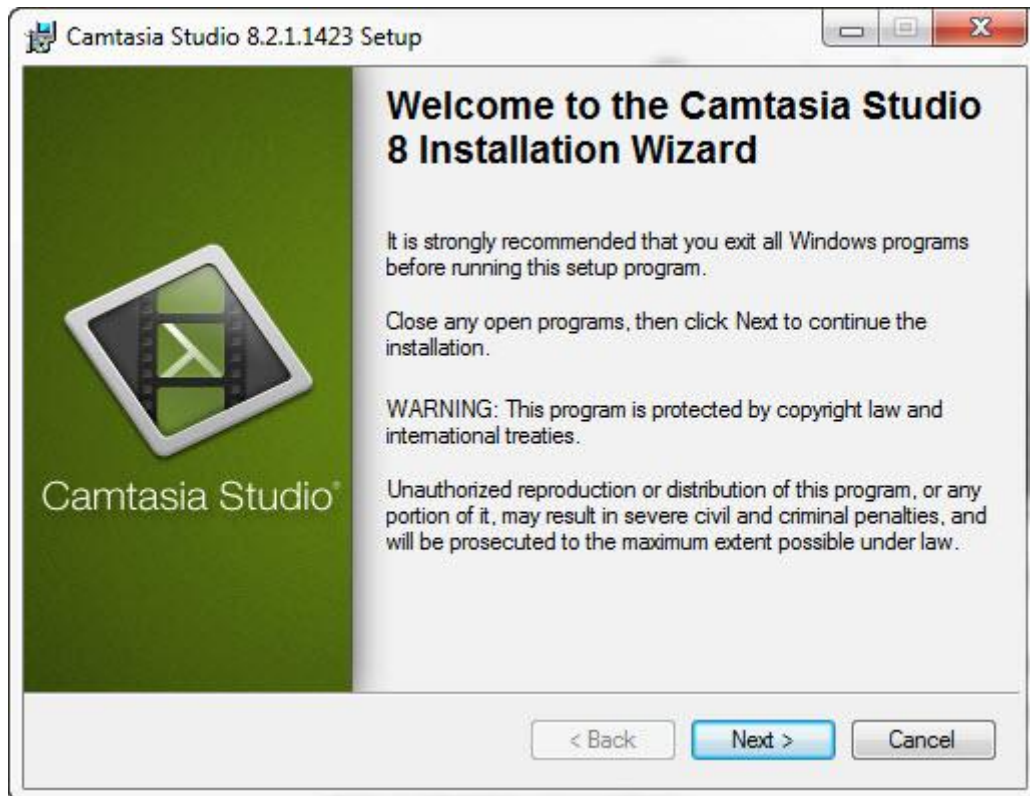 Camtasia Studio 8.2.1.1423 Setup
Welcome to the Camtasia Studio
8 Installation Wizard
It is strongly recommended that you exit all Windows programs
before running this setup program.
Close any open programs, then click Next to continue the
installation.
WARNING: This program is protected by copyright law and
international treaties.
Unauthorized reproduction or distribution of this program, or any
portion of it, may result in severe civil and criminal penalties, and
will be prosecuted to the maximum extent possible under law.
Camtasia Studio®
< Back
Next >
Cancel